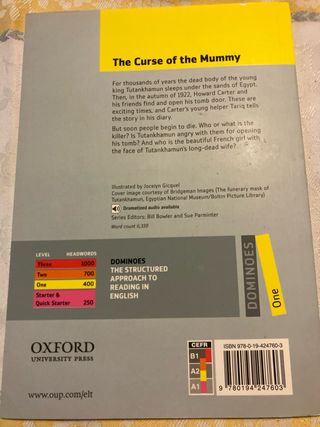 The Curse of the Mummy
For thousands of years the dead body of the young
king Tutankhamun sleeps under the sands of Egypt.
Then, in the autumn of 1922, Howard Carter and
his friends find and open his tomb door. These are
exciting times, and Carter's young helper Tariq tells
the story in his diary.
But soon people begin to die. Who or what is the
killer? Is Tutankhamun angry with them for opening
his tomb? And who is the beautiful French girl with
the face of Tutankhamun's long-dead wife?
Illustrated by Jocelyn Gicquel
Cover image courtesy of Bridgeman Images (The funerary mask of
Tutankhamun, Egyptian National Museum/Bolton Picture Library)
Dramatized audio available
Series Editors: Bill Bowler and Sue Parminter
Word count 6,330
LEVEL HEADWORDS
Three 1000
Two 700
One 400
Starter &
Quick Starter 250
DOMINOES
THE STRUCTURED
APPROACH TO
READING IN
ENGLISH
DOMINOES
One
OXFORD
UNIVERSITY PRESS
www.oup.com/elt
CEFR
B1
A2
A1
ISBN 978-0-19-424760-3
9 780194 247603